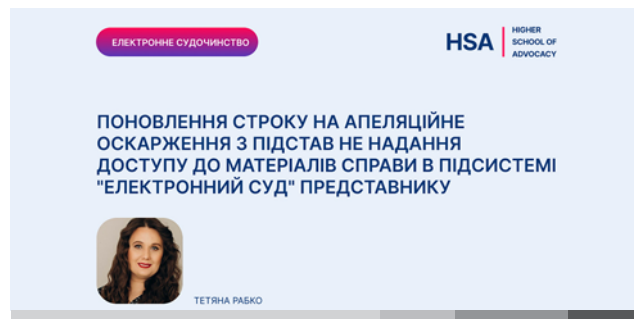 ЕЛЕКТРОННЕ СУДОЧИНСТВО
HSA
HIGHER
SCHOOL OF
ADVOCACY
ПОНОВЛЕННЯ СТРОКУ НА АПЕЛЯЦІЙНЕ
ОСКАРЖЕННЯ З ПІДСТАВ НЕ НАДАННЯ
ДОСТУПУ ДО МАТЕРІАЛІВ СПРАВИ В ПІДСИСТЕМІ
"ЕЛЕКТРОННИЙ СУД" ПРЕДСТАВНИКУ
ТЕТЯНА РАБКО